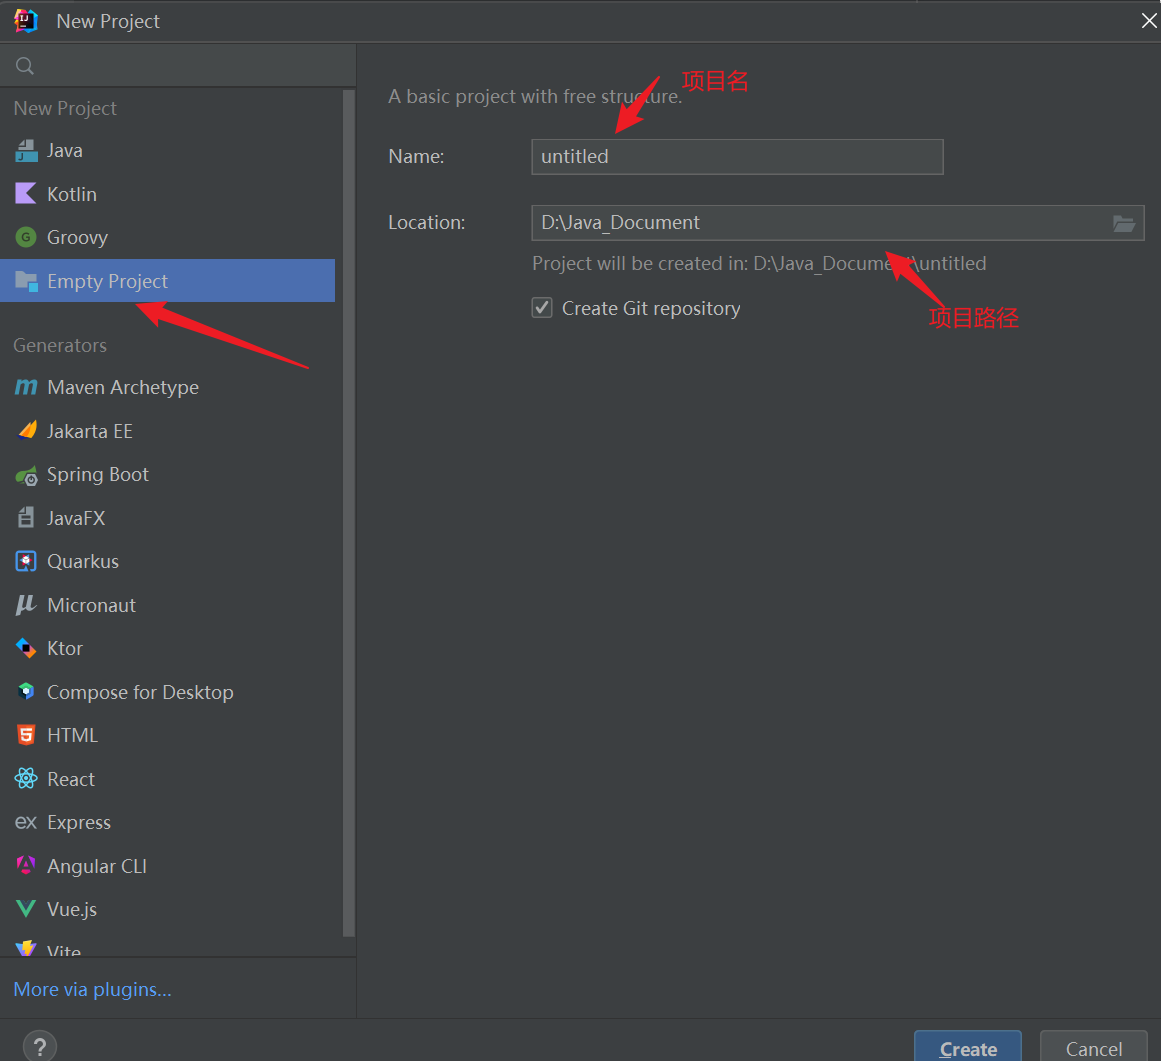 New Project
New Project
Java
Kotlin
Groovy
Empty Project
Generators
Maven Archetype
Jakarta EE
Spring Boot
JavaFX
Quarkus
Micronaut
Ktor
Compose for Desktop
HTML
React
ex Express
Angular CLI
Vue.js
Vite
More via plugins...
?
项目名
A basic project with free structure.
Name: untitled
Location: D:\Java_Document
Project will be created in: D:\Java_Document\untitled
项目路径
Create Git repository
Create Cancel